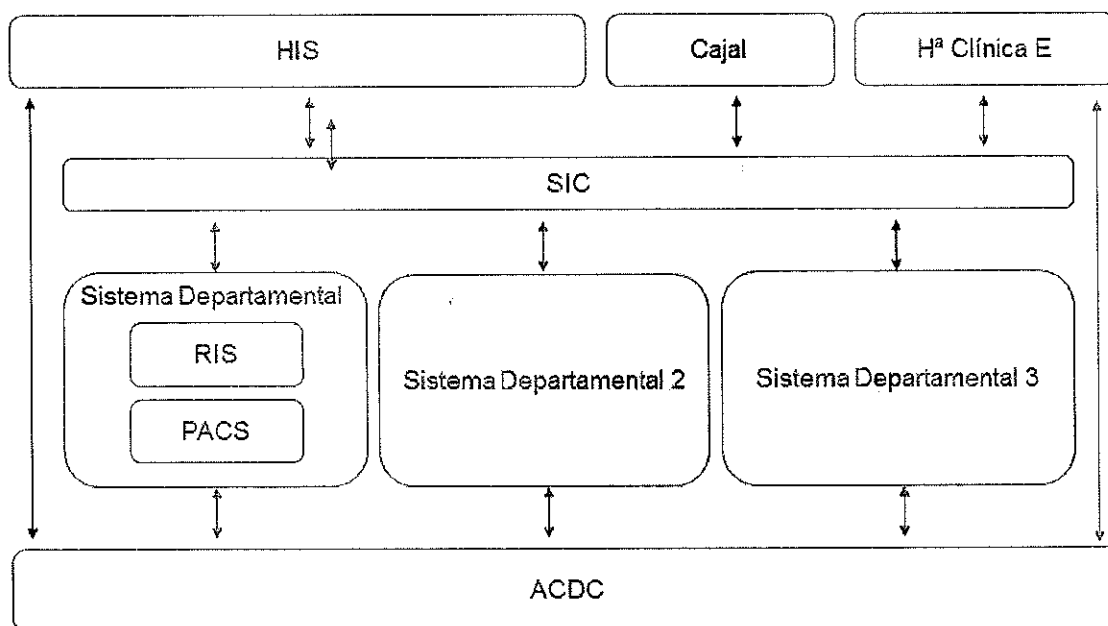 HIS
Cajal
Hª Clínica E
SIC
Sistema Departamental
RIS
PACS
Sistema Departamental 2
Sistema Departamental 3
ACDC